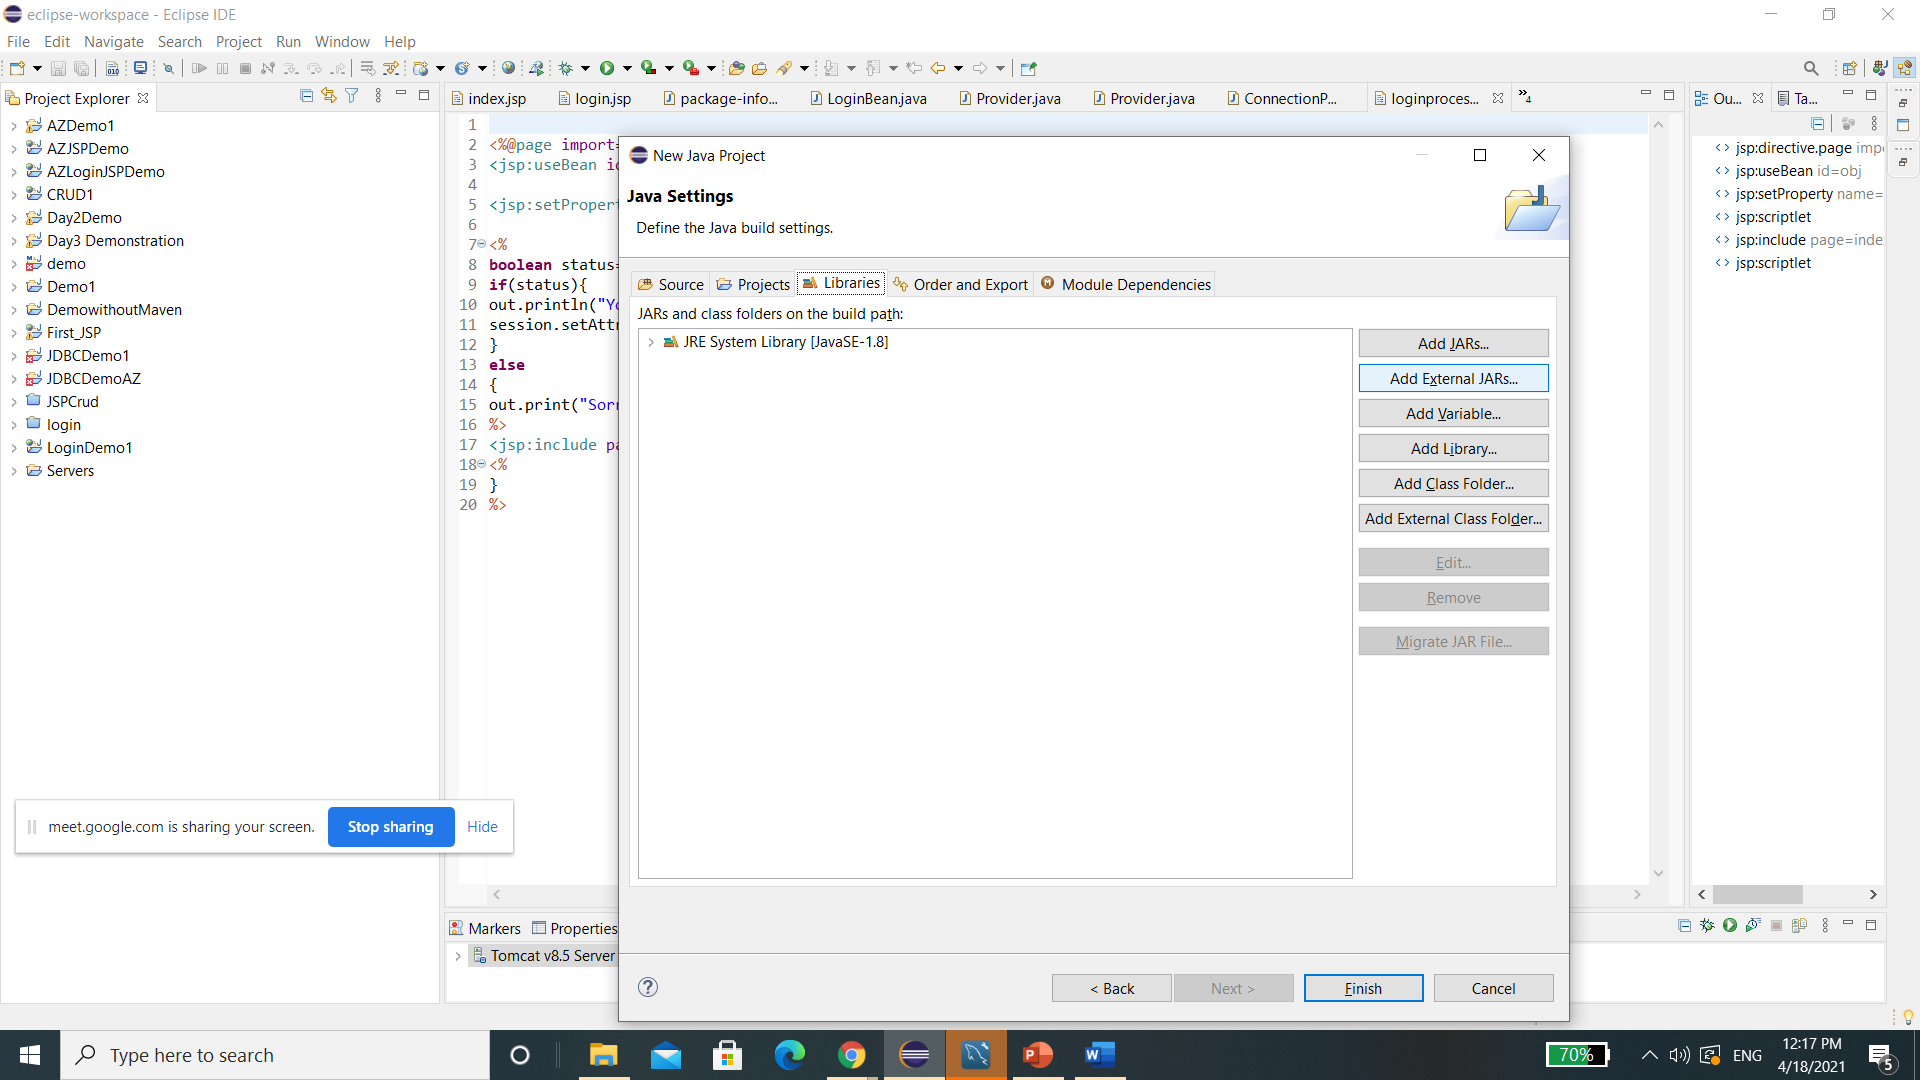 eclipse-workspace - Eclipse IDE
File Edit Navigate Search Project Run Window Help
Project Explorer
AZDemo1
AZJSPDemo
AZLoginJSPDemo
CRUD1
Day2Demo
Day3 Demonstration
demo
Demo1
DemowithoutMaven
First_JSP
JDBCDemo1
JDBCDemoAZ
JSPCrud
login
LoginDemo1
Servers
index.jsp login.jsp package-info... LoginBean.java Provider.java Provider.java ConnectionP... loginproces... »4
1
2 <%@page import=
3 <jsp:useBean id
4
5 <jsp:setPropert
6
7 <%
8 boolean status=
9 if(status){
10 out.println("Yo
11 session.setAttr
12 }
13 else
14 {
15 out.print("Sorr
16 %>
17 <jsp:include pa
18 <%
19 }
20 %>
New Java Project
Java Settings
Define the Java build settings.
Source Projects Libraries Order and Export Module Dependencies
JARs and class folders on the build path:
JRE System Library [JavaSE-1.8]
Add JARs...
Add External JARs...
Add Variable...
Add Library...
Add Class Folder...
Add External Class Folder...
Edit...
Remove
Migrate JAR File...
< Back Next > Finish Cancel
Ou... Ta...
jsp:directive.page impo
jsp:useBean id=obj
jsp:setProperty name=
jsp:scriptlet
jsp:include page=inde
jsp:scriptlet
meet.google.com is sharing your screen. Stop sharing Hide
Markers Properties
Tomcat v8.5 Server
Type here to search
70% ENG
12:17 PM
4/18/2021
5